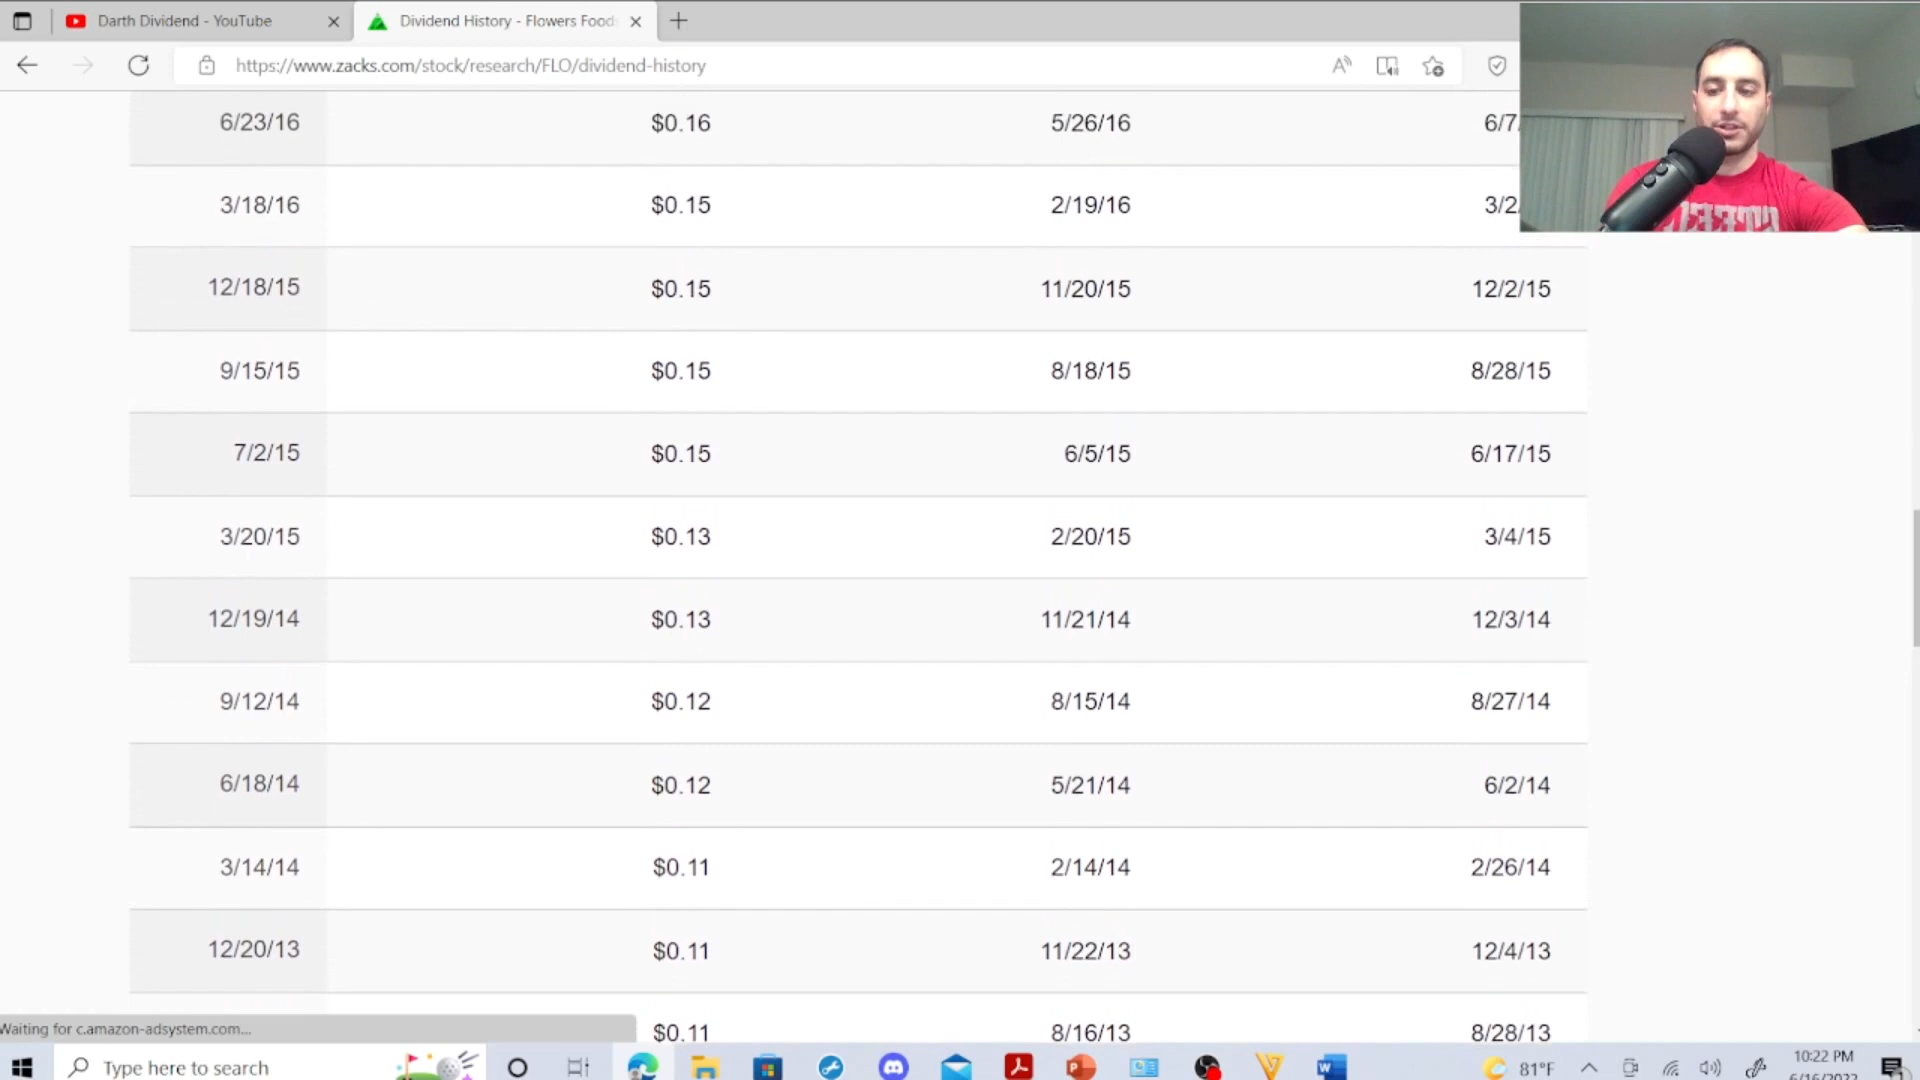 Darth Dividend - YouTube
Dividend History - Flowers Foods
https://www.zacks.com/stock/research/FLO/dividend-history
6/23/16 $0.16 5/26/16 6/7
3/18/16 $0.15 2/19/16 3/2
12/18/15 $0.15 11/20/15 12/2/15
9/15/15 $0.15 8/18/15 8/28/15
7/2/15 $0.15 6/5/15 6/17/15
3/20/15 $0.13 2/20/15 3/4/15
12/19/14 $0.13 11/21/14 12/3/14
9/12/14 $0.12 8/15/14 8/27/14
6/18/14 $0.12 5/21/14 6/2/14
3/14/14 $0.11 2/14/14 2/26/14
12/20/13 $0.11 11/22/13 12/4/13
$0.11 8/16/13 8/28/13
Waiting for c.amazon-adsystem.com...
Type here to search
81°F
10:22 PM